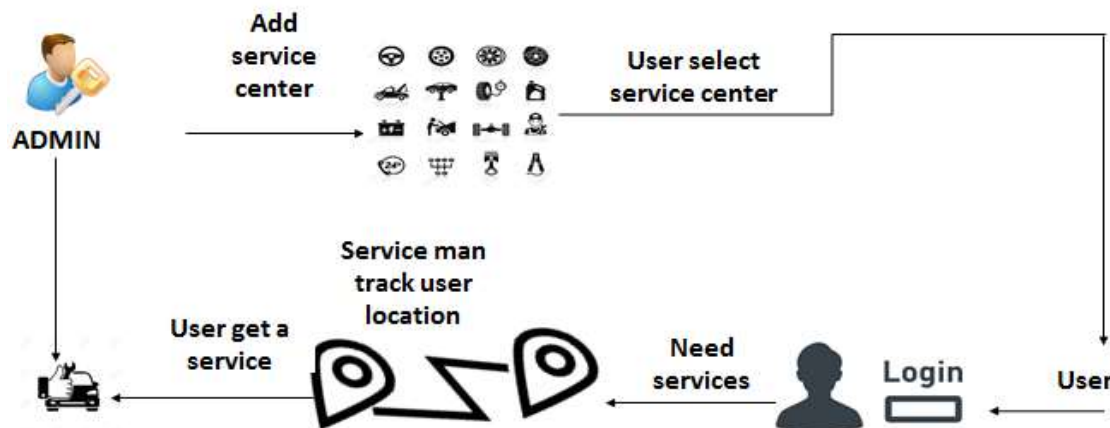 Add
service
center
User select
service center
ADMIN
Service man
track user
location
User get a
service
Need
services
Login
User